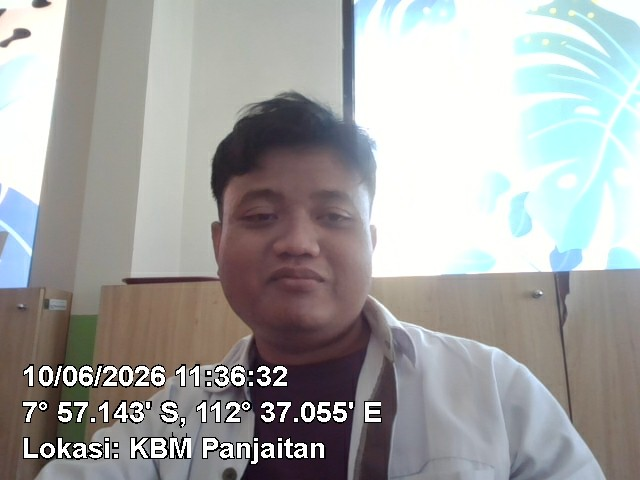 10/06/2026 11:36:32
7° 57.143' S, 112° 37.055' E
Lokasi: KBM Panjaitan